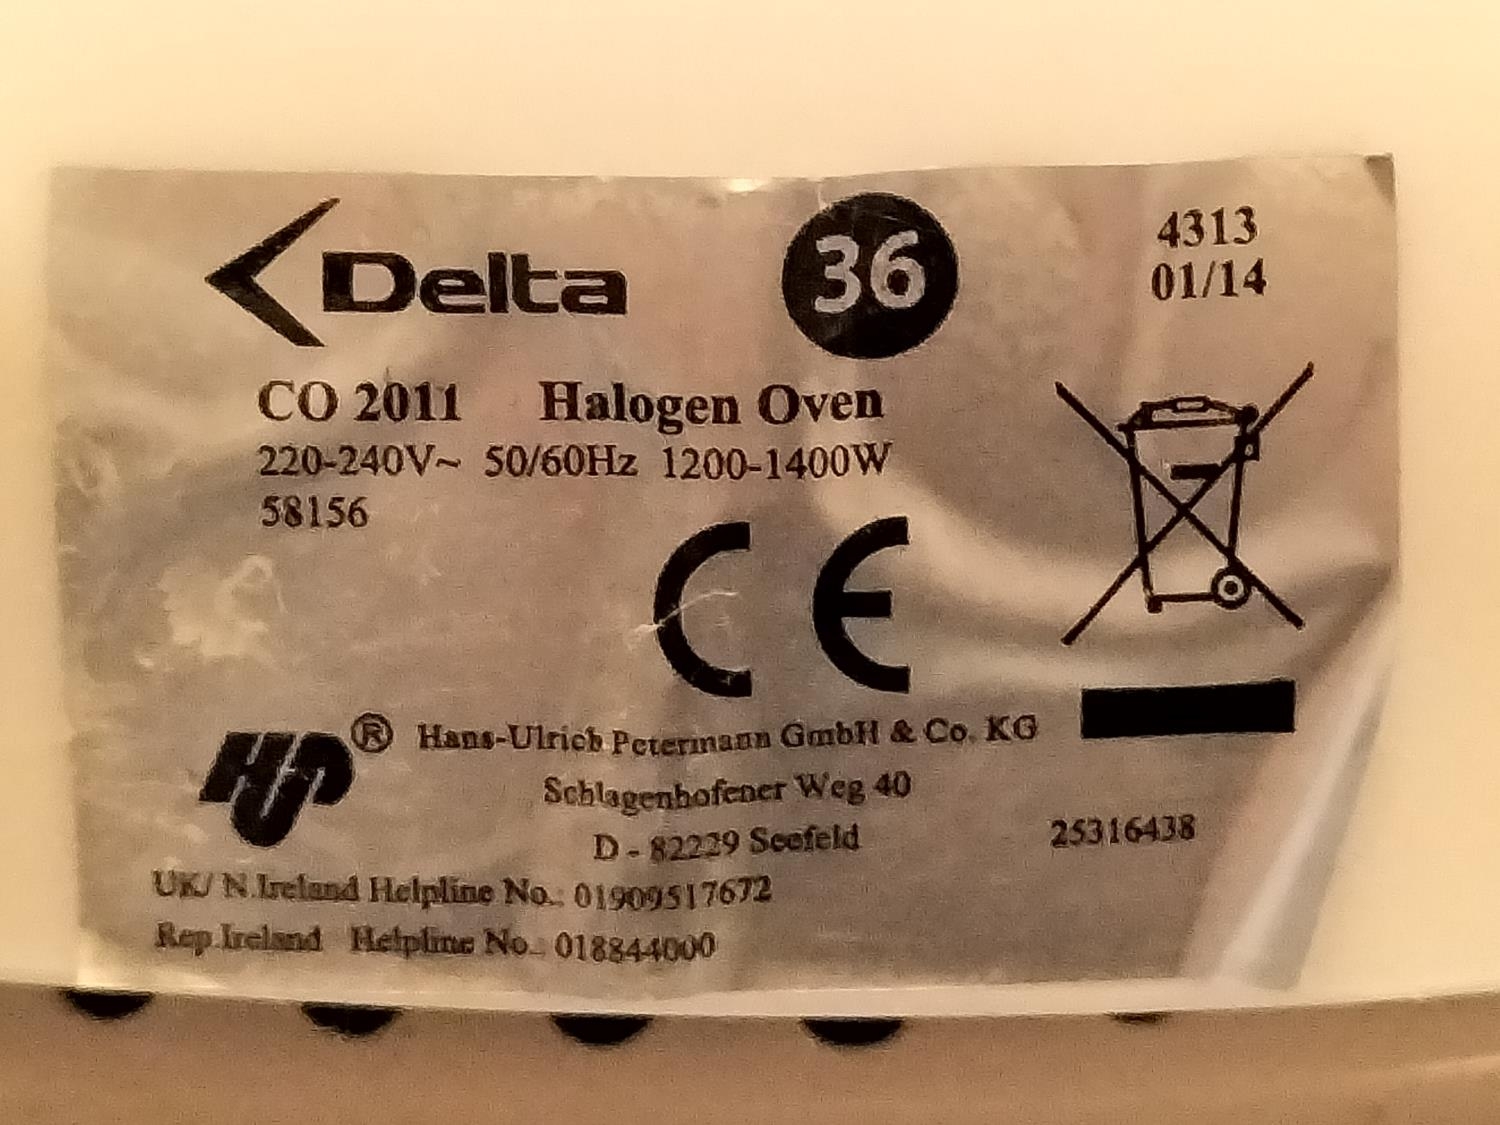 Delta
36
4313
01/14
CO 2011 Halogen Oven
220-240V~ 50/60Hz 1200-1400W
58156
CE
HUP® Hans-Ulrich Petermann GmbH & Co. KG
Schlagenhofener Weg 40
D - 82229 Seefeld
25316438
UK/ N.Ireland Helpline No.: 01909517672
Rep.Ireland Helpline No.: 018844000